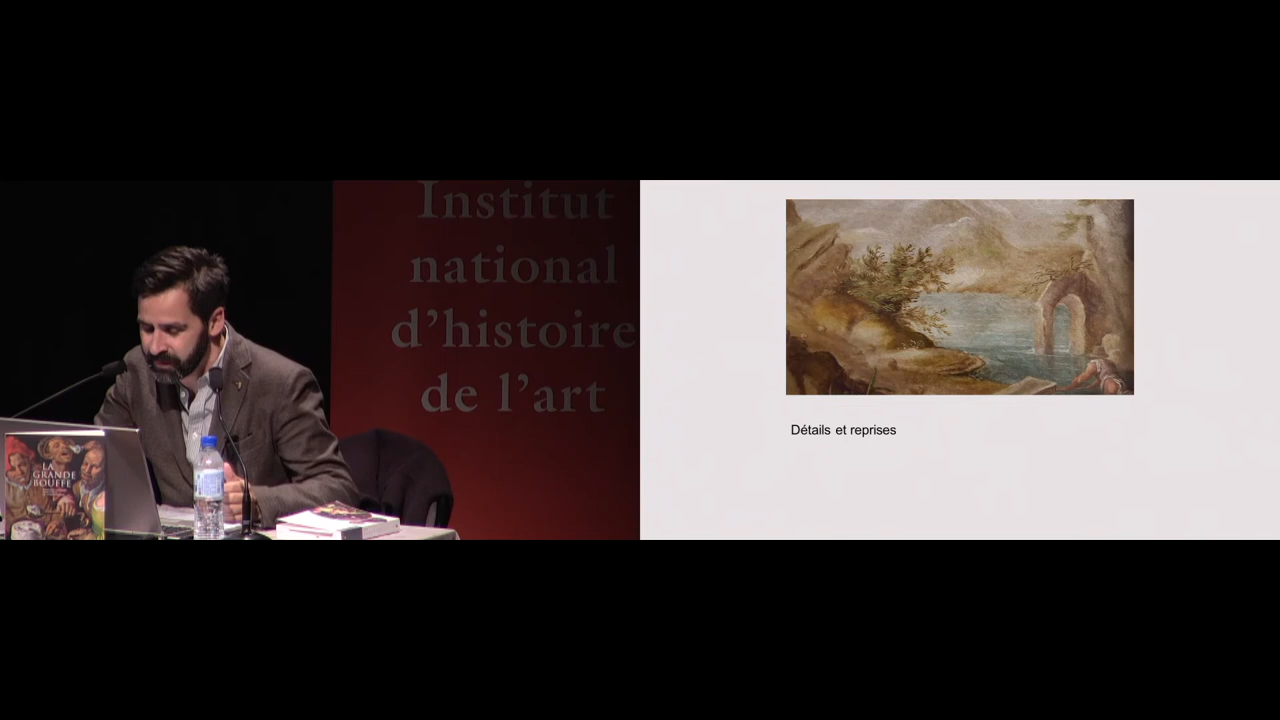 Institut
national
d'histoire
de l'art
LA
GRANDE
BOUFFE
Détails et reprises